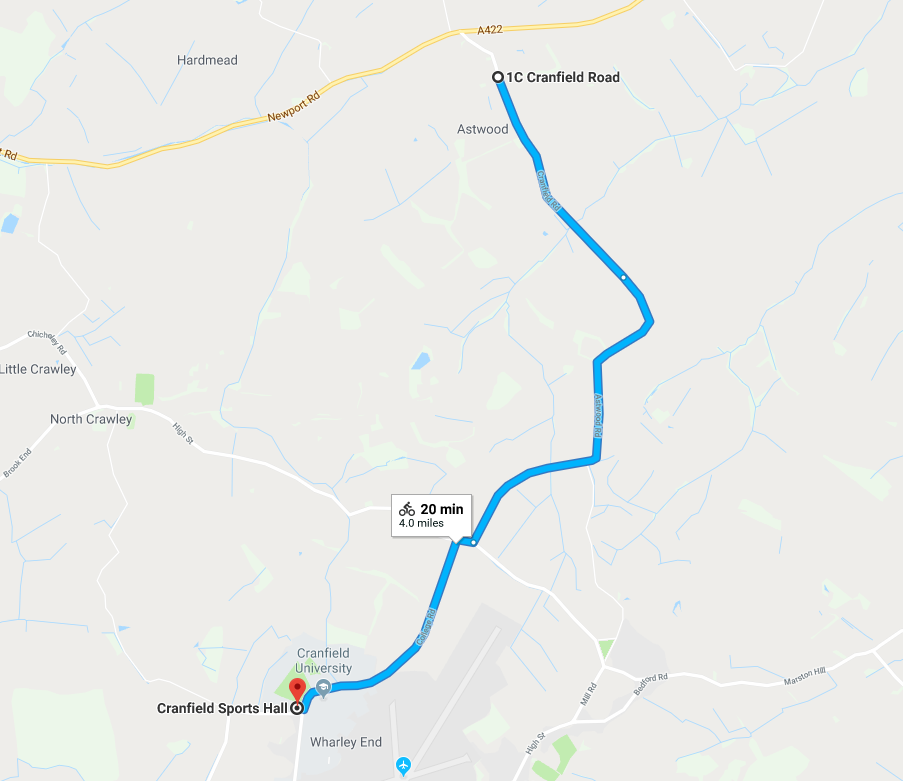 A422
Hardmead
1C Cranfield Road
Newport Rd
Astwood
Rd
Cranfield Rd
Chicheley Rd
Little Crawley
North Crawley
High St
Astwood Rd
Brook End
20 min
4.0 miles
College Rd
Cranfield
University
Marston Hill
Bedford Rd
Mill Rd
Cranfield Sports Hall
Wharley End
High St